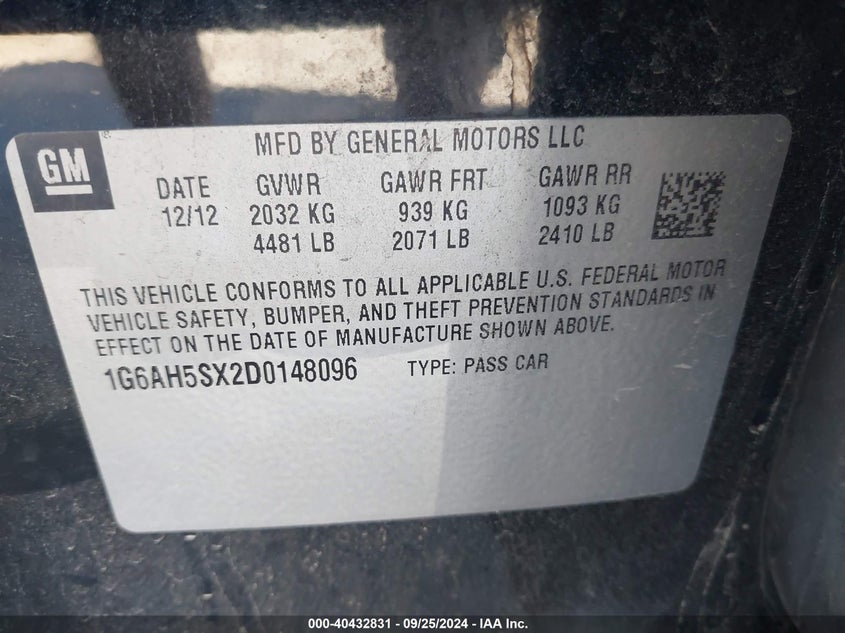 GM
MFD BY GENERAL MOTORS LLC
DATE GVWR GAWR FRT GAWR RR
12/12 2032 KG 939 KG 1093 KG
4481 LB 2071 LB 2410 LB
THIS VEHICLE CONFORMS TO ALL APPLICABLE U.S. FEDERAL MOTOR
VEHICLE SAFETY, BUMPER, AND THEFT PREVENTION STANDARDS IN
EFFECT ON THE DATE OF MANUFACTURE SHOWN ABOVE.
1G6AH5SX2D0148096 TYPE: PASS CAR
000-40432831 - 09/25/2024 - IAA Inc.